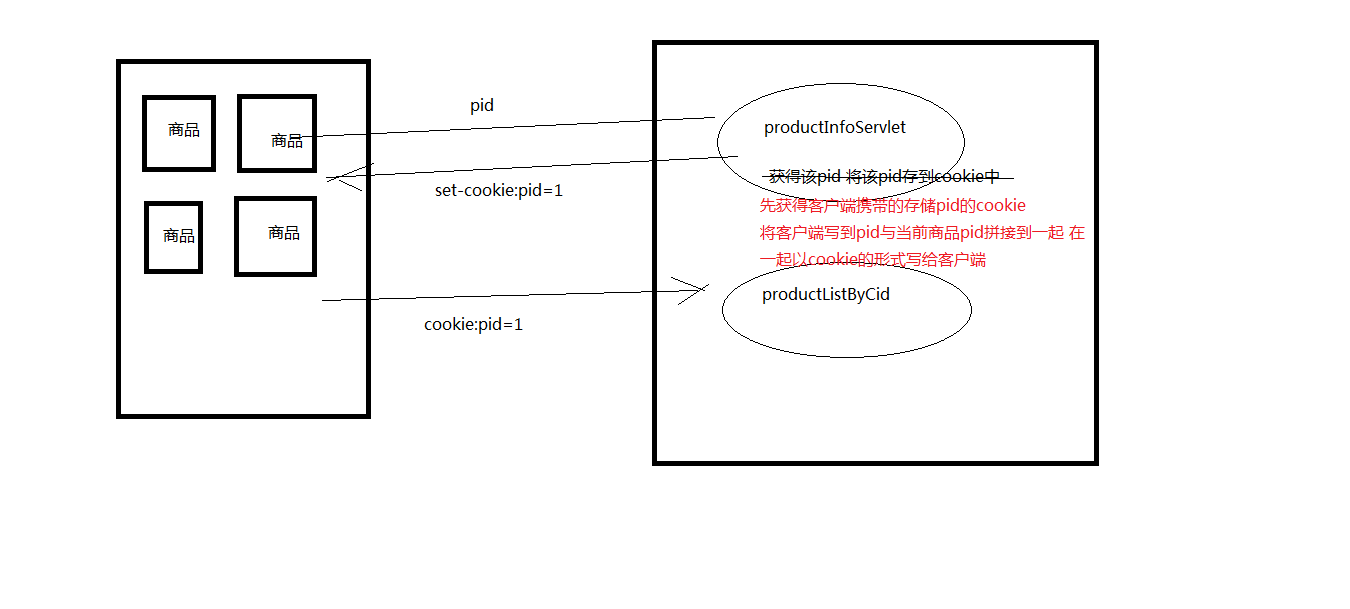 商品
商品
商品
商品
pid
set-cookie:pid=1
cookie:pid=1
productInfoServlet
获得该pid 将该pid存到cookie中
先获得客户端携带的存储pid的cookie
将客户端写到pid与当前商品pid拼接到一起 在
一起以cookie的形式写给客户端
productListByCid